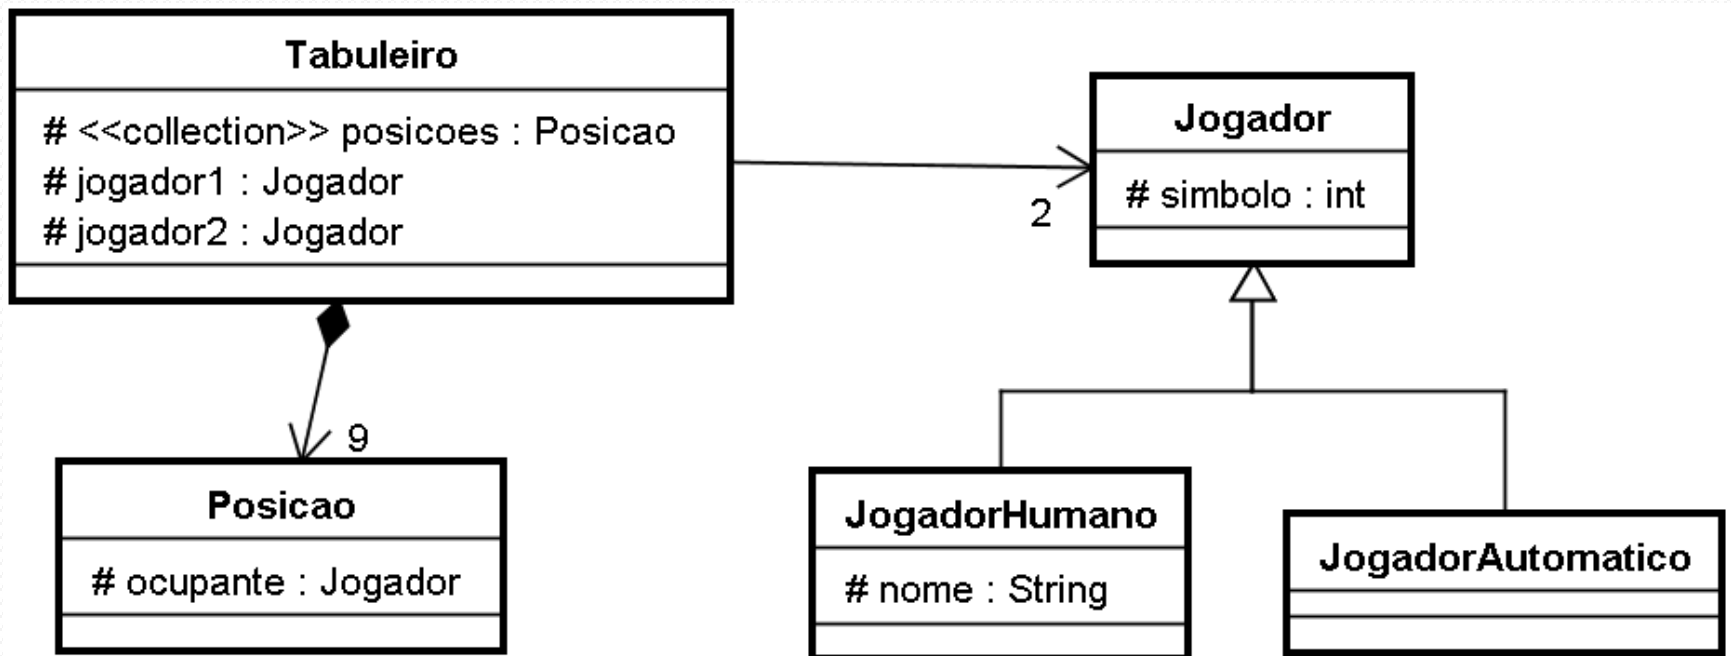 Tabuleiro
# <<collection>> posicoes : Posicao
# jogador1 : Jogador
# jogador2 : Jogador
Jogador
# simbolo : int
2
9
Posicao
# ocupante : Jogador
JogadorHumano
# nome : String
JogadorAutomatico